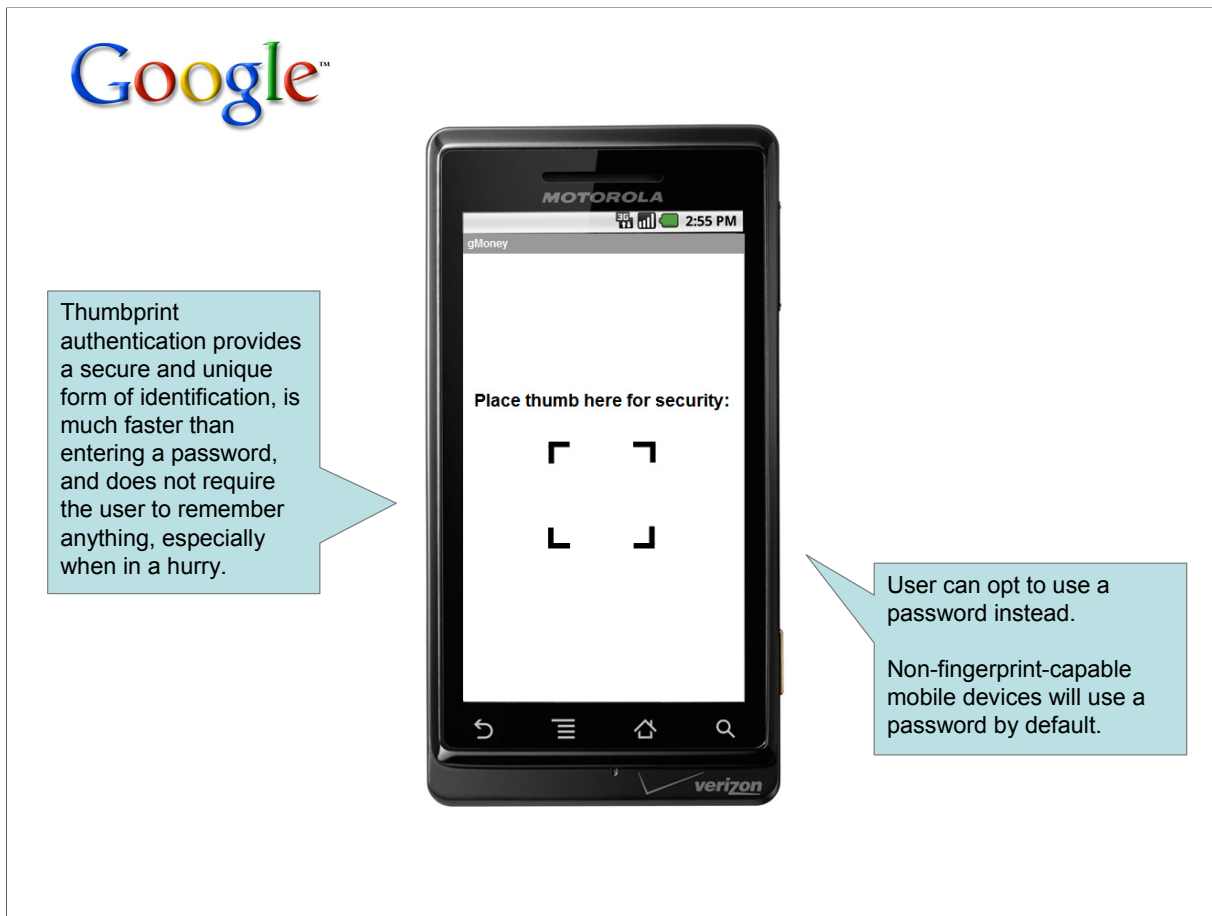 Google™
MOTOROLA
3G 2:55 PM
gMoney
Thumbprint
authentication provides
a secure and unique
form of identification, is
much faster than
entering a password,
and does not require
the user to remember
anything, especially
when in a hurry.
Place thumb here for security:
User can opt to use a
password instead.
Non-fingerprint-capable
mobile devices will use a
password by default.
verizon